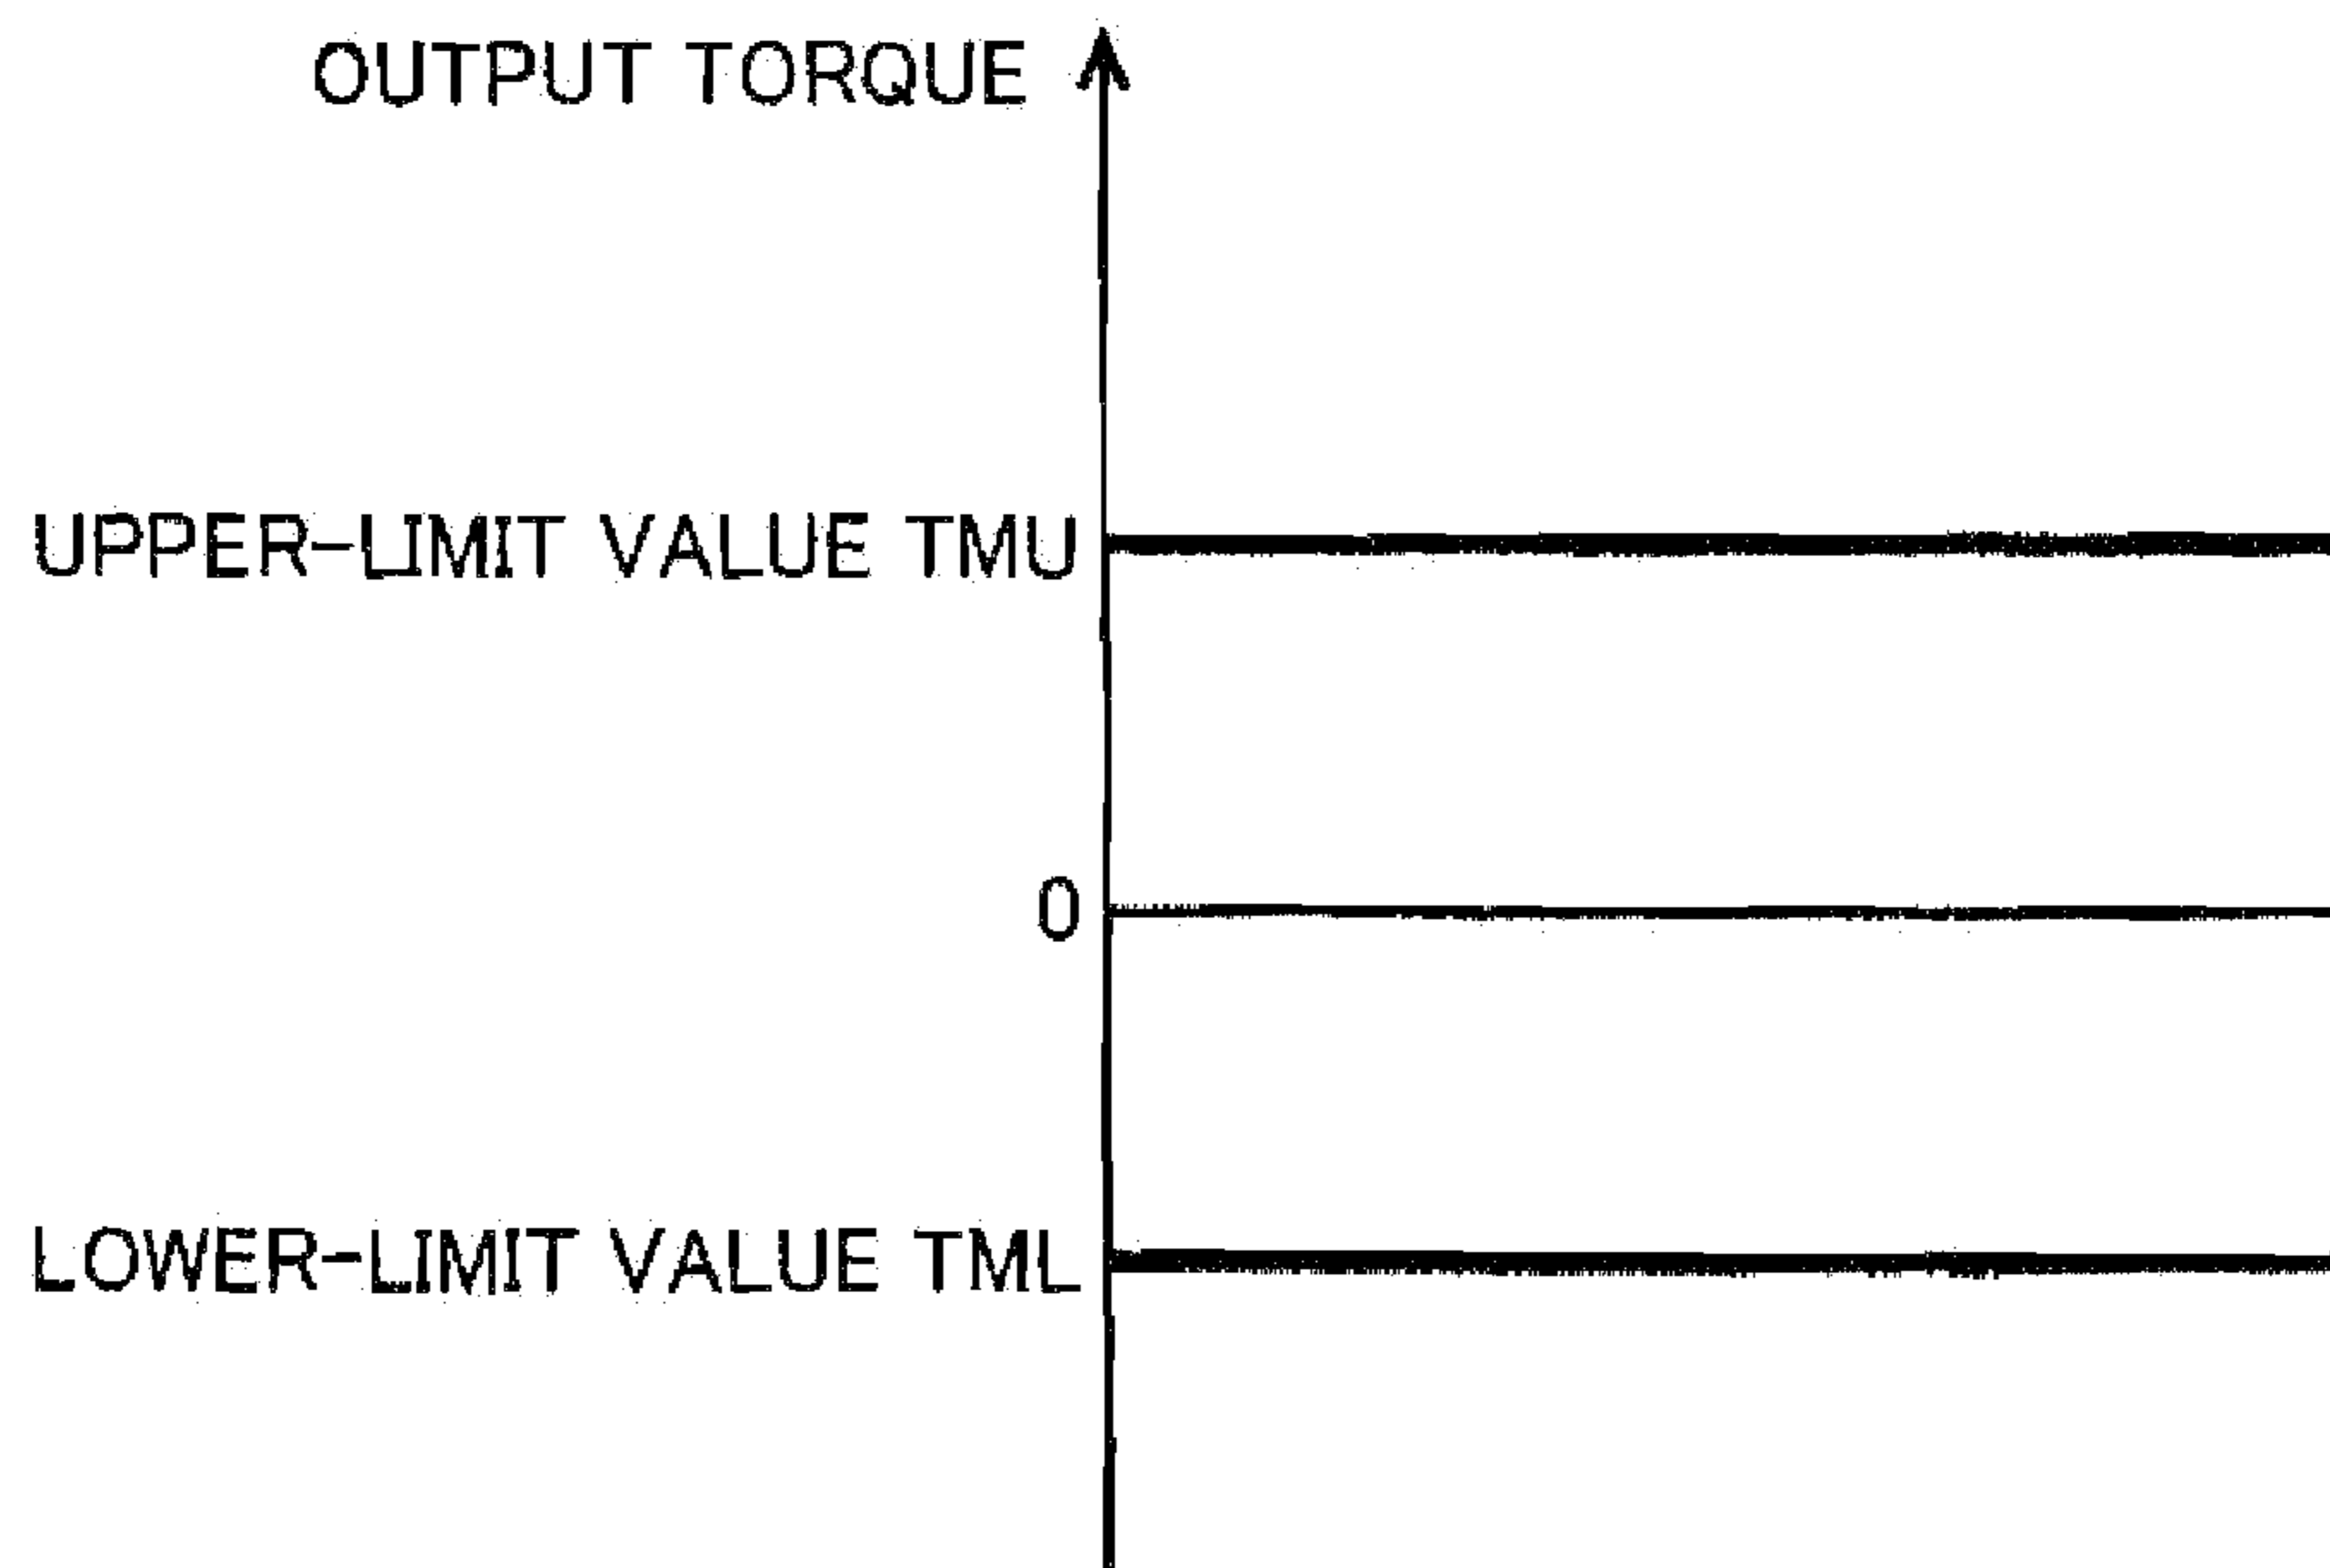 OUTPUT TORQUE
UPPER-LIMIT VALUE TMU
0
LOWER-LIMIT VALUE TML